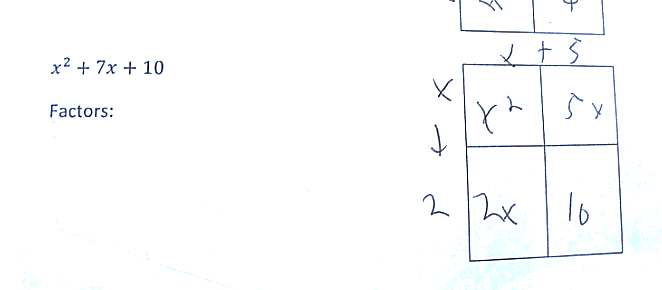 x + 5
x² + 7x + 10
x
x² 5x
Factors:
+
2 2x 10